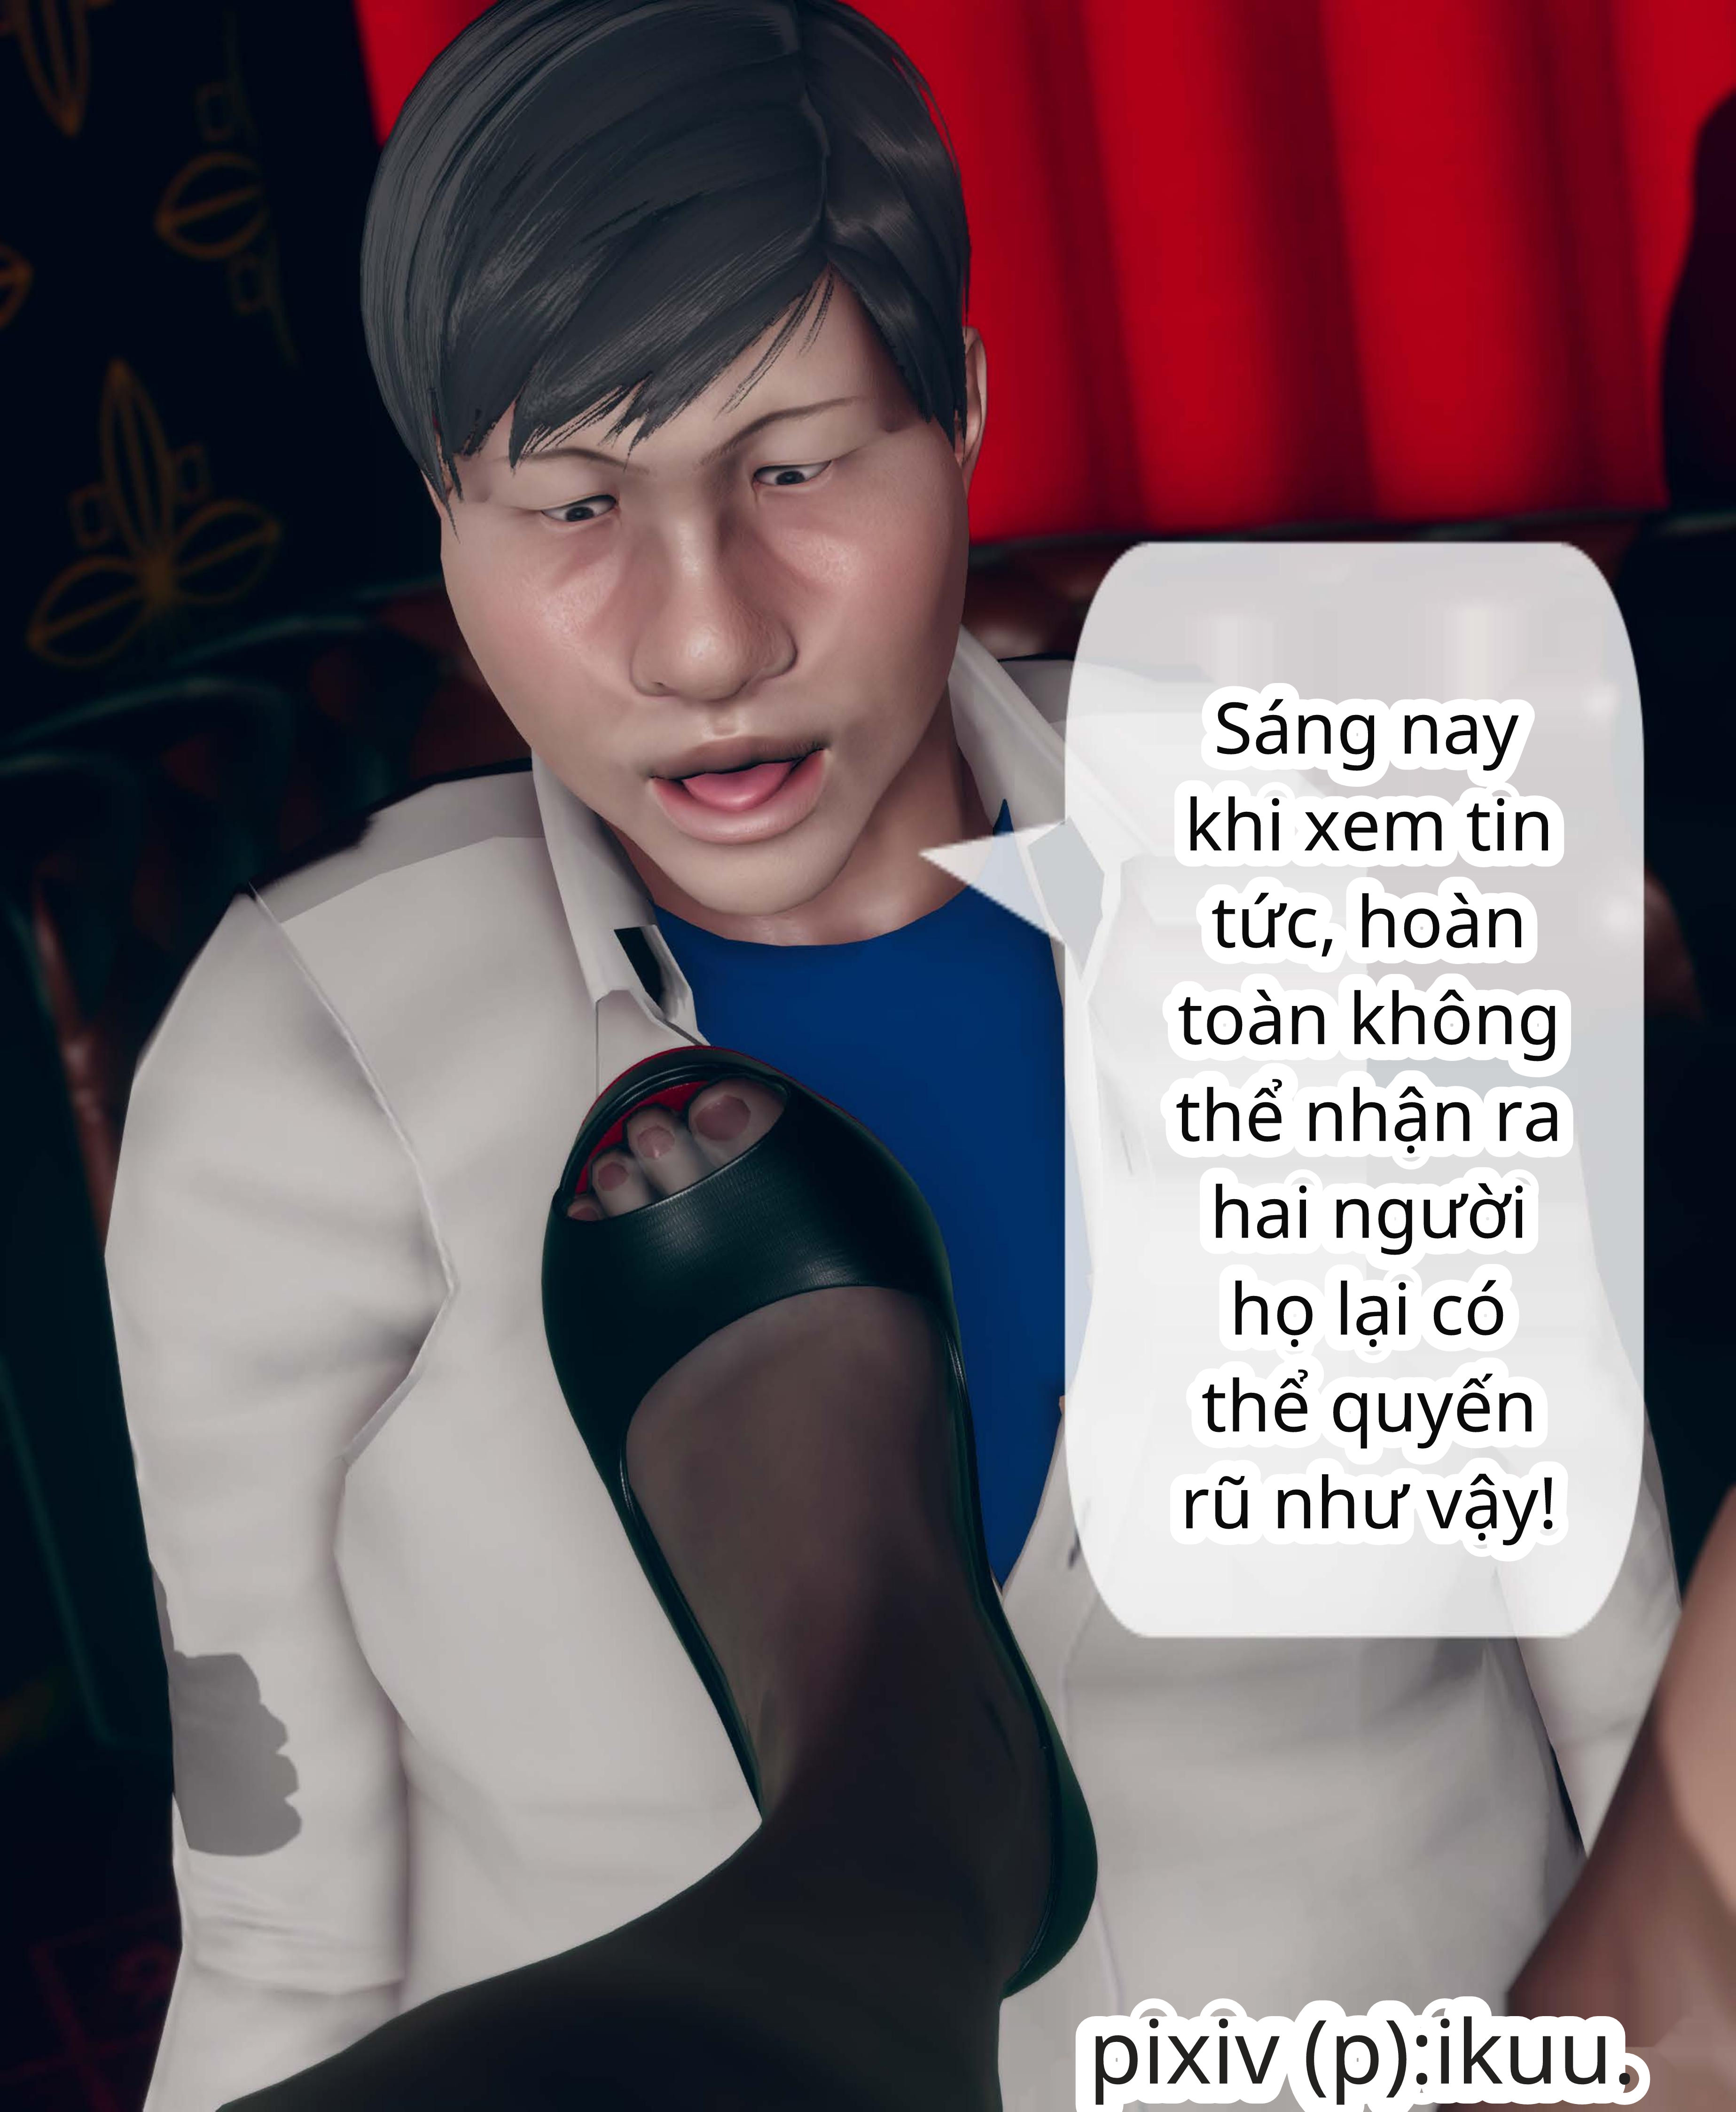 Sáng nay
khi xem tin
tức, hoàn
toàn không
thể nhận ra
hai người
họ lại có
thể quyến
rũ như vậy!
pixiv (p):ikuu.